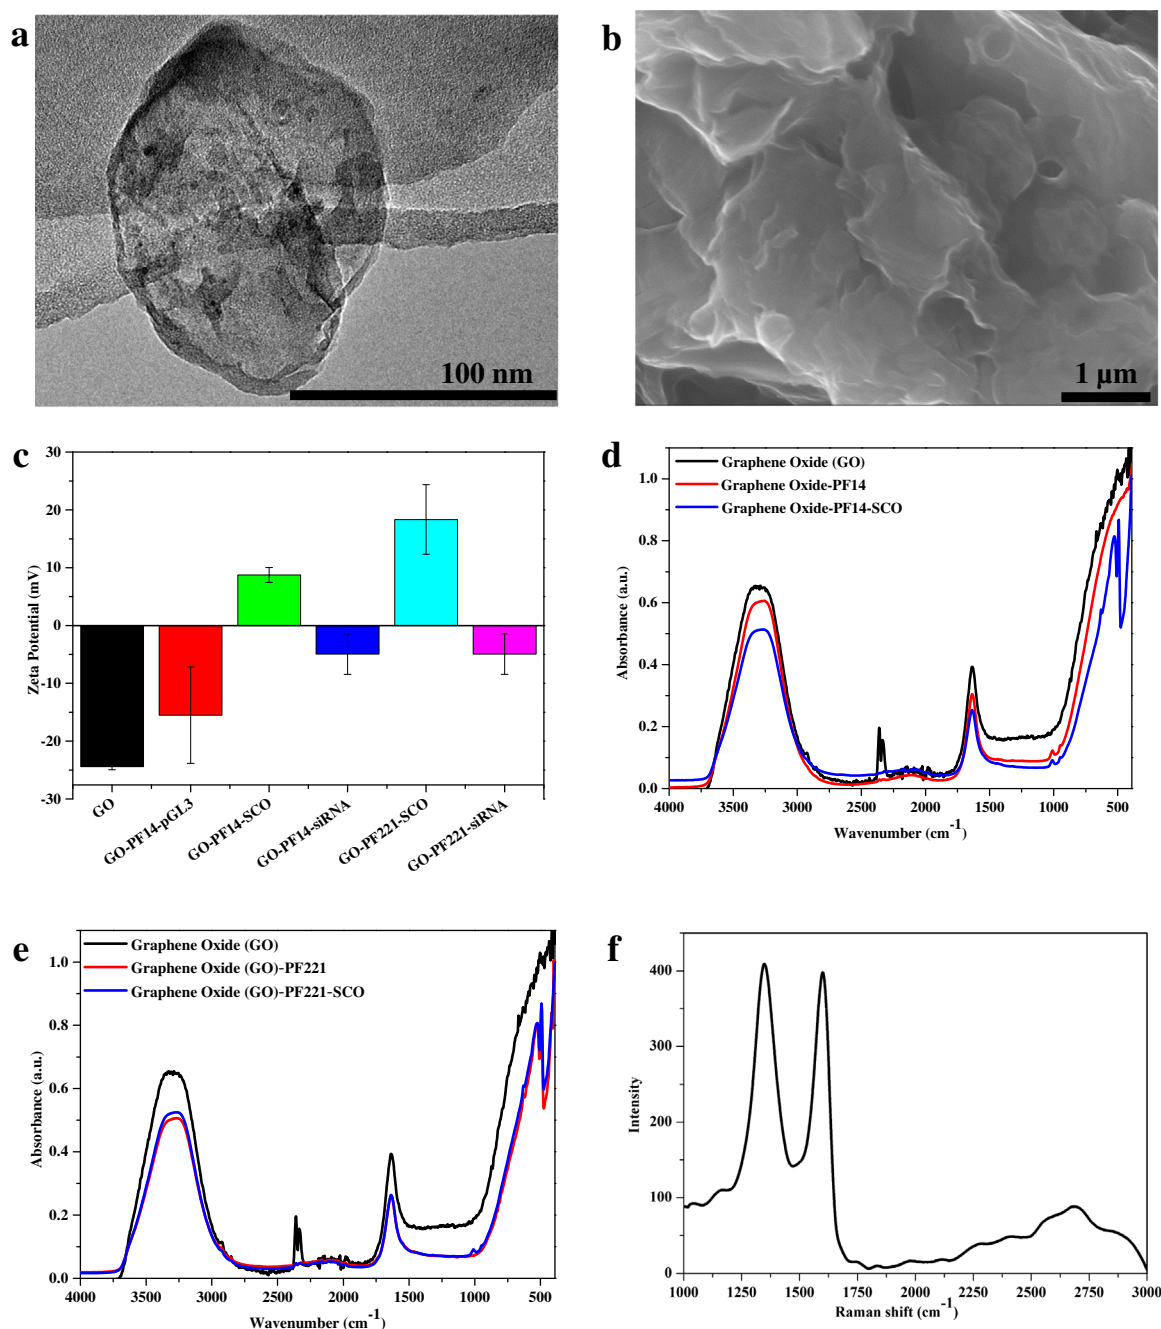 a
100 nm
b
1 µm
c
30
20
10
0
-10
-20
-30
Zeta Potential (mV)
GO
GO-PF14-pGL3
GO-PF14-SCO
GO-PF14-siRNA
GO-PF221-SCO
GO-PF221-siRNA
d
Graphene Oxide (GO)
Graphene Oxide-PF14
Graphene Oxide-PF14-SCO
1.0
0.8
0.6
0.4
0.2
0.0
Absorbance (a.u.)
4000 3500 3000 2500 2000 1500 1000 500
Wavenumber (cm-1)
e
Graphene Oxide (GO)
Graphene Oxide (GO)-PF221
Graphene Oxide (GO)-PF221-SCO
1.0
0.8
0.6
0.4
0.2
0.0
Absorbance (a.u.)
4000 3500 3000 2500 2000 1500 1000 500
Wavenumber (cm-1)
f
400
300
200
100
0
Intensity
1000 1250 1500 1750 2000 2250 2500 2750 3000
Raman shift (cm-1)